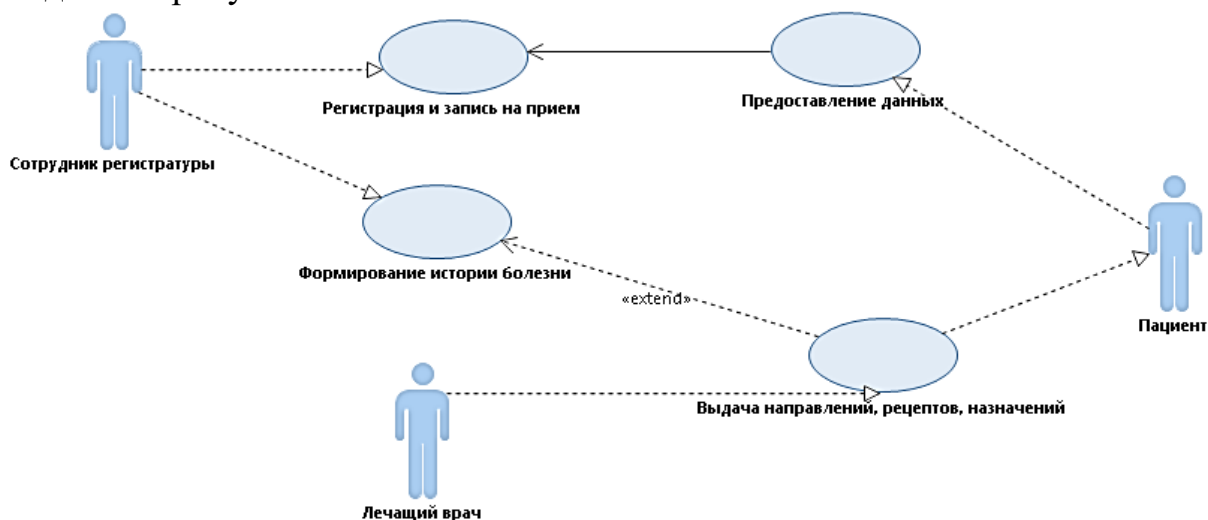 Регистрация и запись на прием
Предоставление данных
Сотрудник регистратуры
Формирование истории болезни
«extend»
Пациент
Выдача направлений, рецептов, назначений
Лечащий врач